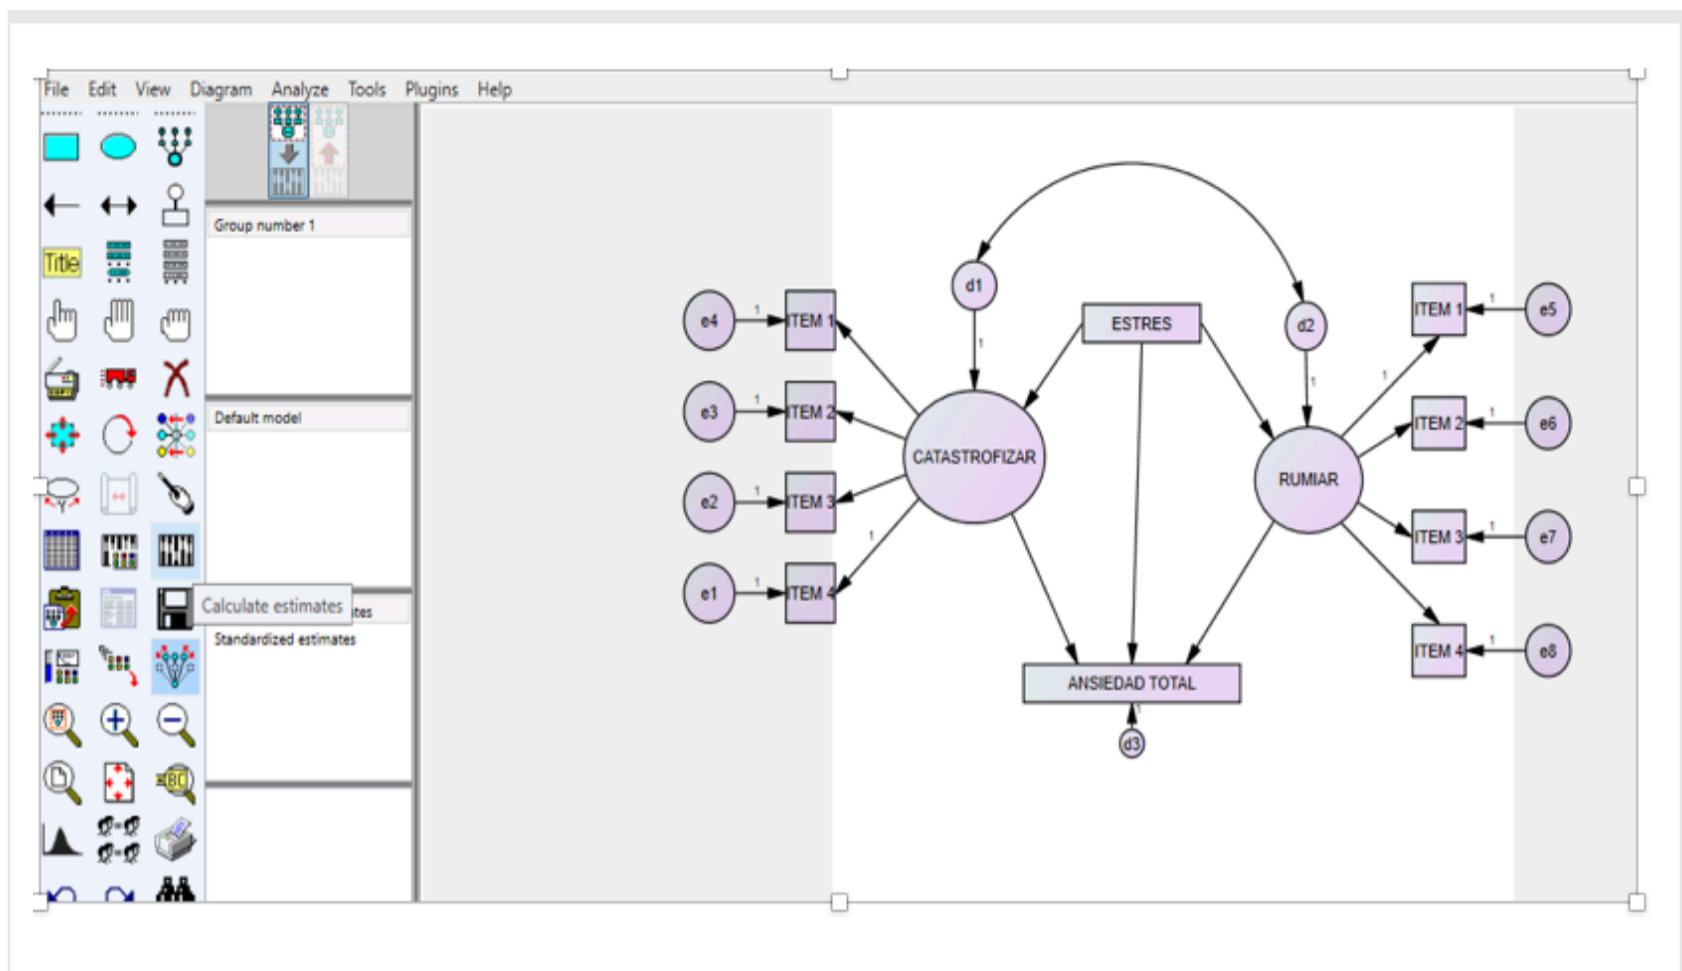 File Edit View Diagram Analyze Tools Plugins Help
Title
Group number 1
Default model
Calculate estimates
Standardized estimates
d1
ESTRES
d2
e4 1 ITEM 1
e3 1 ITEM 2
e2 1 ITEM 3
e1 1 ITEM 4
1
1
CATASTROFIZAR
1
1
RUMIAR
ITEM 1 1 e5
ITEM 2 1 e6
ITEM 3 1 e7
ITEM 4 1 e8
ANSIEDAD TOTAL
1
d3